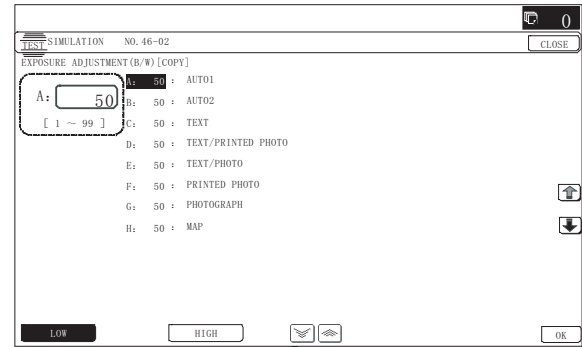 0
TEST SIMULATION NO.46-02
CLOSE
EXPOSURE ADJUSTMENT(B/W)[COPY]
A: 50
[ 1 ~ 99 ]
A: 50 : AUTO1
B: 50 : AUTO2
C: 50 : TEXT
D: 50 : TEXT/PRINTED PHOTO
E: 50 : TEXT/PHOTO
F: 50 : PRINTED PHOTO
G: 50 : PHOTOGRAPH
H: 50 : MAP
LOW
HIGH
OK